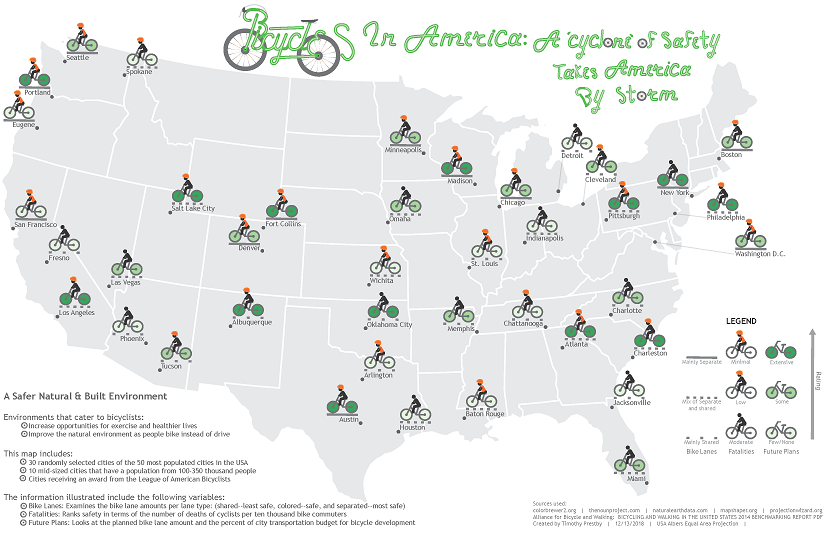 Bicycles In America: A cyclone of Safety
Takes America
By Storm
Seattle
Spokane
Portland
Eugene
Minneapolis
Madison
Detroit
Cleveland
Boston
Chicago
New York
Salt Lake City
Fort Collins
Omaha
Pittsburgh
Philadelphia
San Francisco
Denver
Indianapolis
Fresno
St. Louis
Washington D.C.
Las Vegas
Wichita
Los Angeles
Albuquerque
Oklahoma City
Memphis
Chattanooga
Charlotte
Phoenix
Atlanta
Charleston
Tucson
Arlington
Austin
Houston
Baton Rouge
Jacksonville
Miami
LEGEND
Mainly Separate
Minimal
Extensive
Mix of Separate
and shared
Low
Some
Mainly Shared
Moderate
Few/None
Bike Lanes
Fatalities
Future Plans
Rating
A Safer Natural & Built Environment
Environments that cater to bicyclists:
Increase opportunities for exercise and healthier lives
Improve the natural environment as people bike instead of drive
This map includes:
30 randomly selected cities of the 50 most populated cities in the USA
10 mid-sized cities that have a population from 100-350 thousand people
Cities receiving an award from the League of American Bicyclists
The information illustrated include the following variables:
Bike Lanes: Examines the bike lane amounts per lane type: (shared--least safe, colored--safe, and separated--most safe)
Fatalities: Ranks safety in terms of the number of deaths of cyclists per ten thousand bike commuters
Future Plans: Looks at the planned bike lane amount and the percent of city transportation budget for bicycle development
Sources used:
colorbrewer2.org | thenounproject.com | naturalearthdata.com | mapshaper.org | projectionwizard.com
Alliance for Bicycle and Walking: BICYCLING AND WALKING IN THE UNITED STATES 2014 BENCHMARKING REPORT PDF
Created by Timothy Prestby | 12/13/2018 | USA Albers Equal Area Projection |